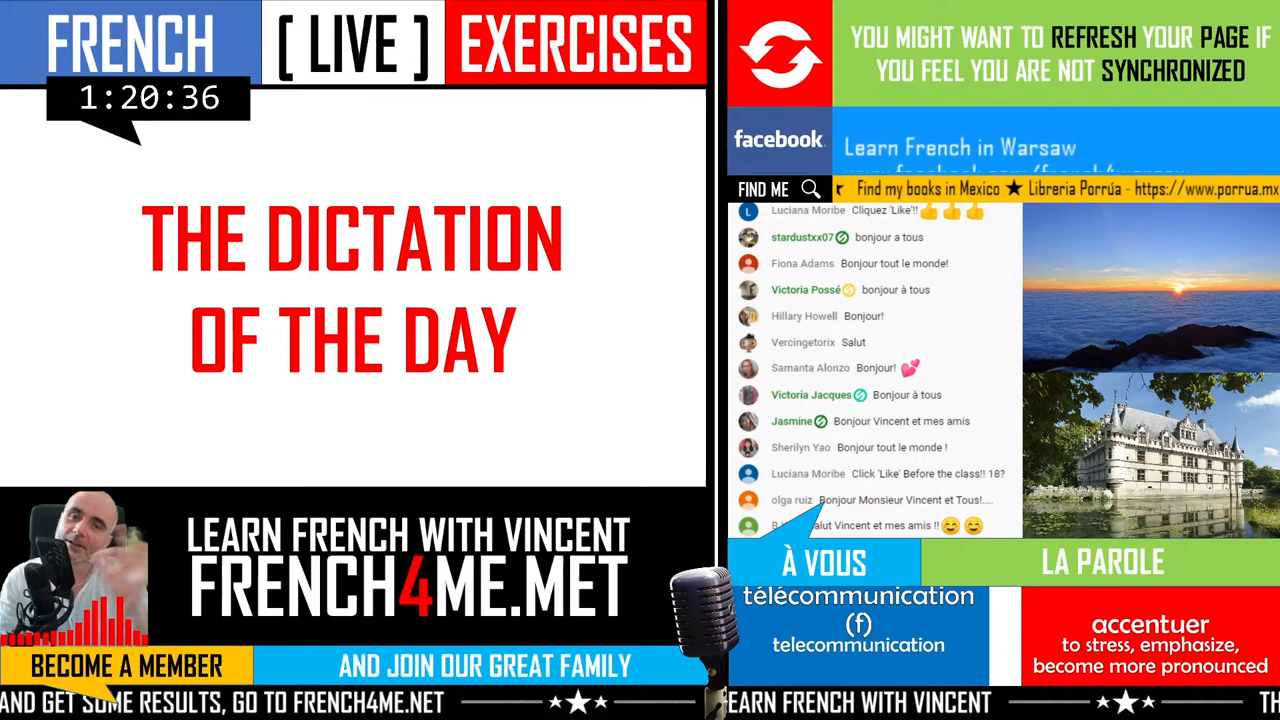 FRENCH
[ LIVE ]
EXERCISES
1:20:36
THE DICTATION
OF THE DAY
LEARN FRENCH WITH VINCENT
FRENCH4ME.MET
BECOME A MEMBER
AND JOIN OUR GREAT FAMILY
AND GET SOME RESULTS, GO TO FRENCH4ME.NET
YOU MIGHT WANT TO REFRESH YOUR PAGE IF
YOU FEEL YOU ARE NOT SYNCHRONIZED
facebook
Learn French in Warsaw
FIND ME
Find my books in Mexico ★ Libreria Porrúa - https://www.porrua.mx
L
Luciana Moribe Cliquez 'Like'!!👍👍👍
stardustxx07 bonjour a tous
Fiona Adams Bonjour tout le monde!
Victoria Possé bonjour à tous
Hillary Howell Bonjour!
Vercingetorix Salut
Samanta Alonzo Bonjour! 💕
Victoria Jacques Bonjour à tous
Jasmine Bonjour Vincent et mes amis
Sherilyn Yao Bonjour tout le monde !
L
Luciana Moribe Click 'Like' Before the class!! 18?
olga ruiz Bonjour Monsieur Vincent et Tous!....
Vincent et mes amis !!😊😊
À VOUS
LA PAROLE
télécommunication
(f)
telecommunication
accentuer
to stress, emphasize,
become more pronounced
EARN FRENCH WITH VINCENT
TH